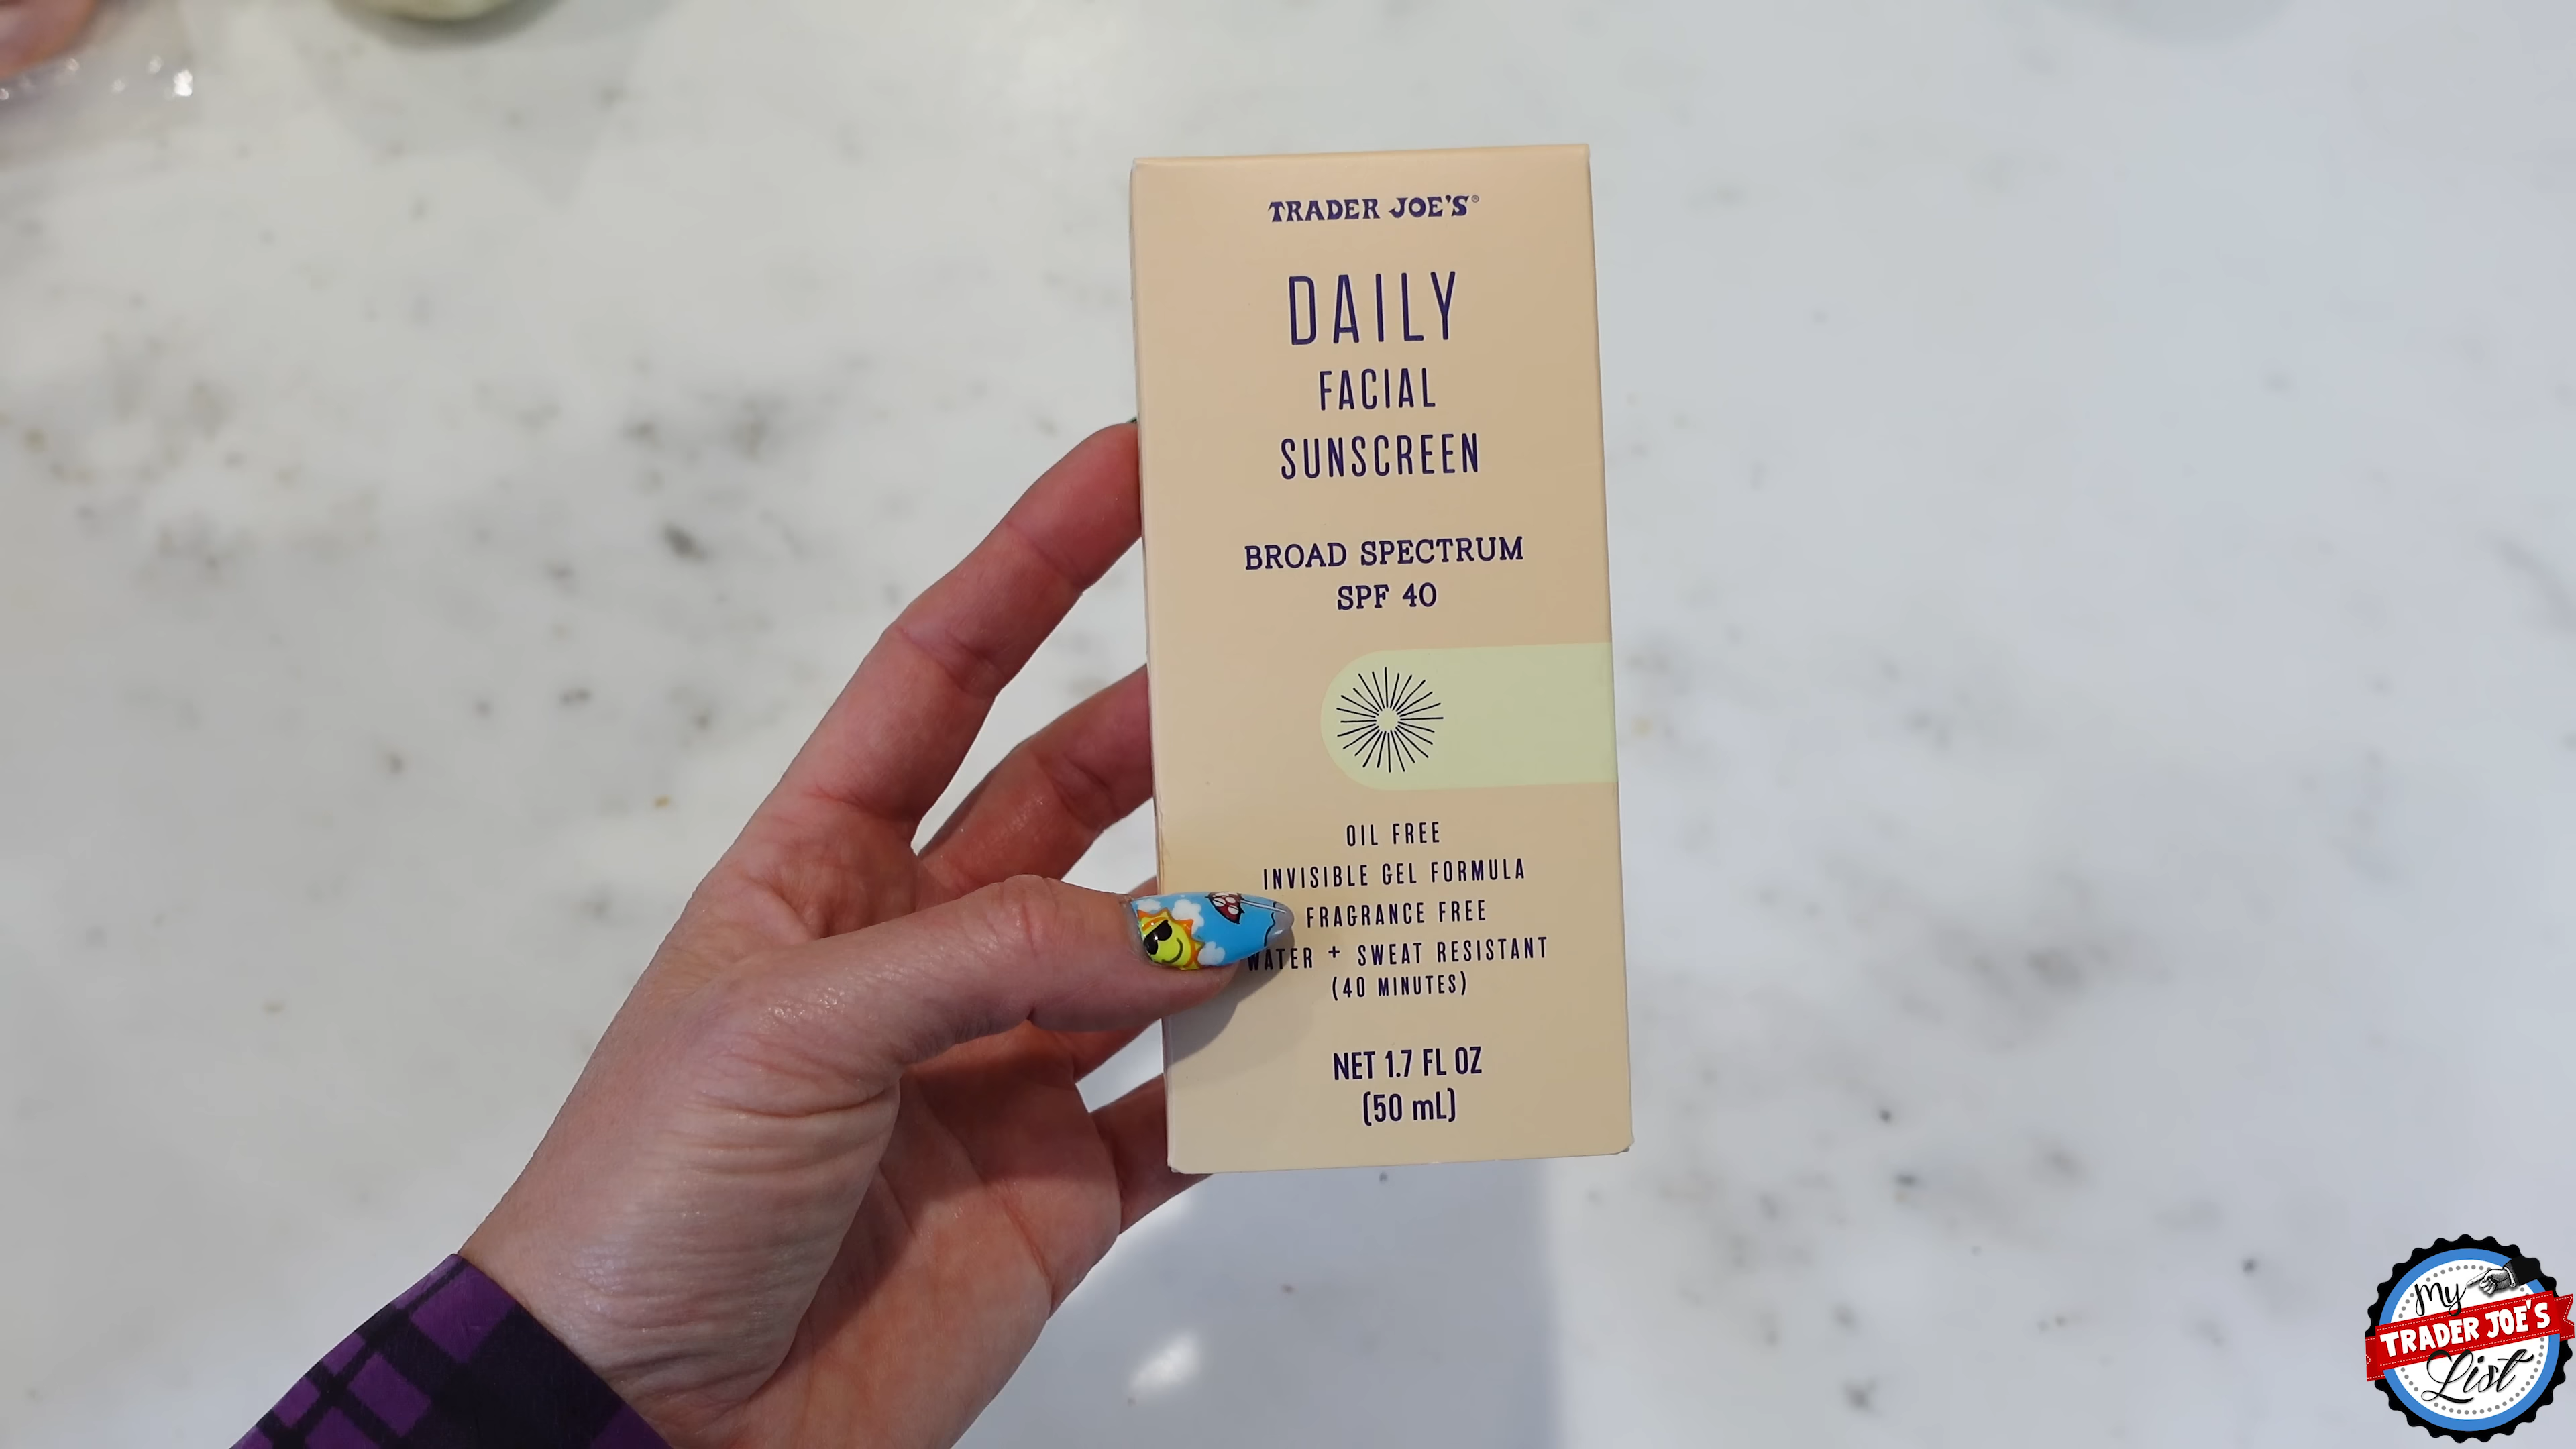 TRADER JOE'S®
DAILY
FACIAL
SUNSCREEN
BROAD SPECTRUM
SPF 40
OIL FREE
INVISIBLE GEL FORMULA
FRAGRANCE FREE
WATER + SWEAT RESISTANT
(40 MINUTES)
NET 1.7 FL OZ
(50 mL)
My
TRADER JOE'S
List